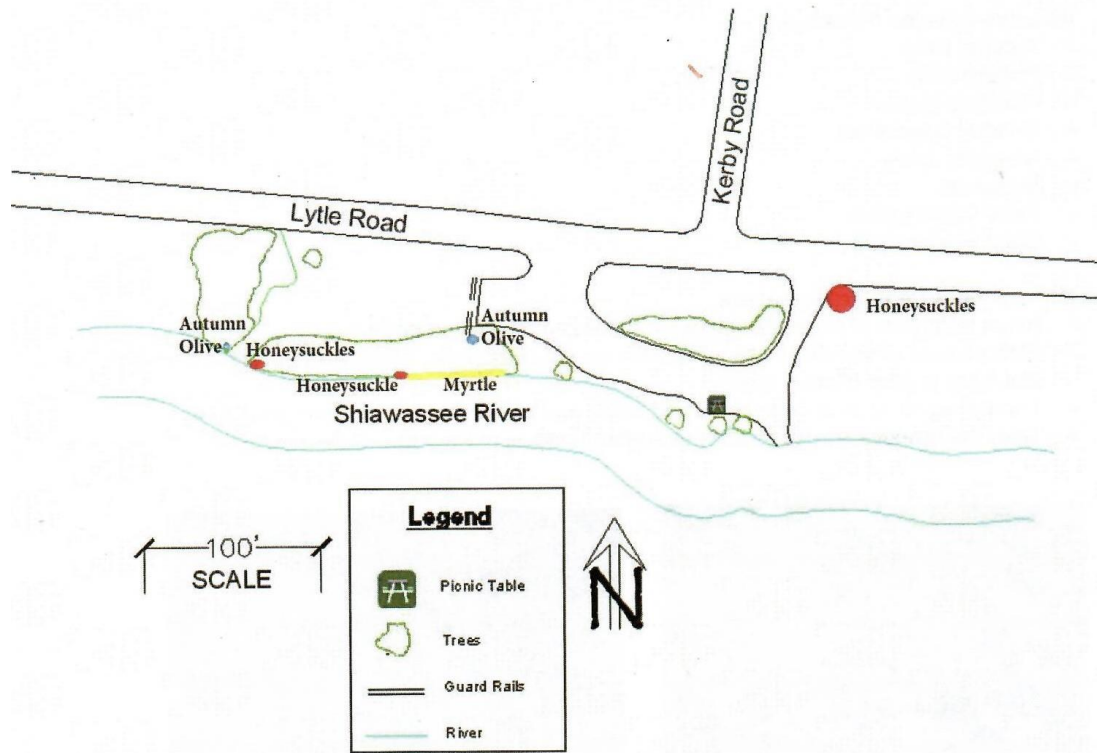 Kerby Road
Lytle Road
Honeysuckles
Autumn
Olive
Autumn
Olive
Honeysuckles
Honeysuckle
Myrtle
Shiawassee River
100'
SCALE
Legend
Picnic Table
Trees
Guard Rails
River
N